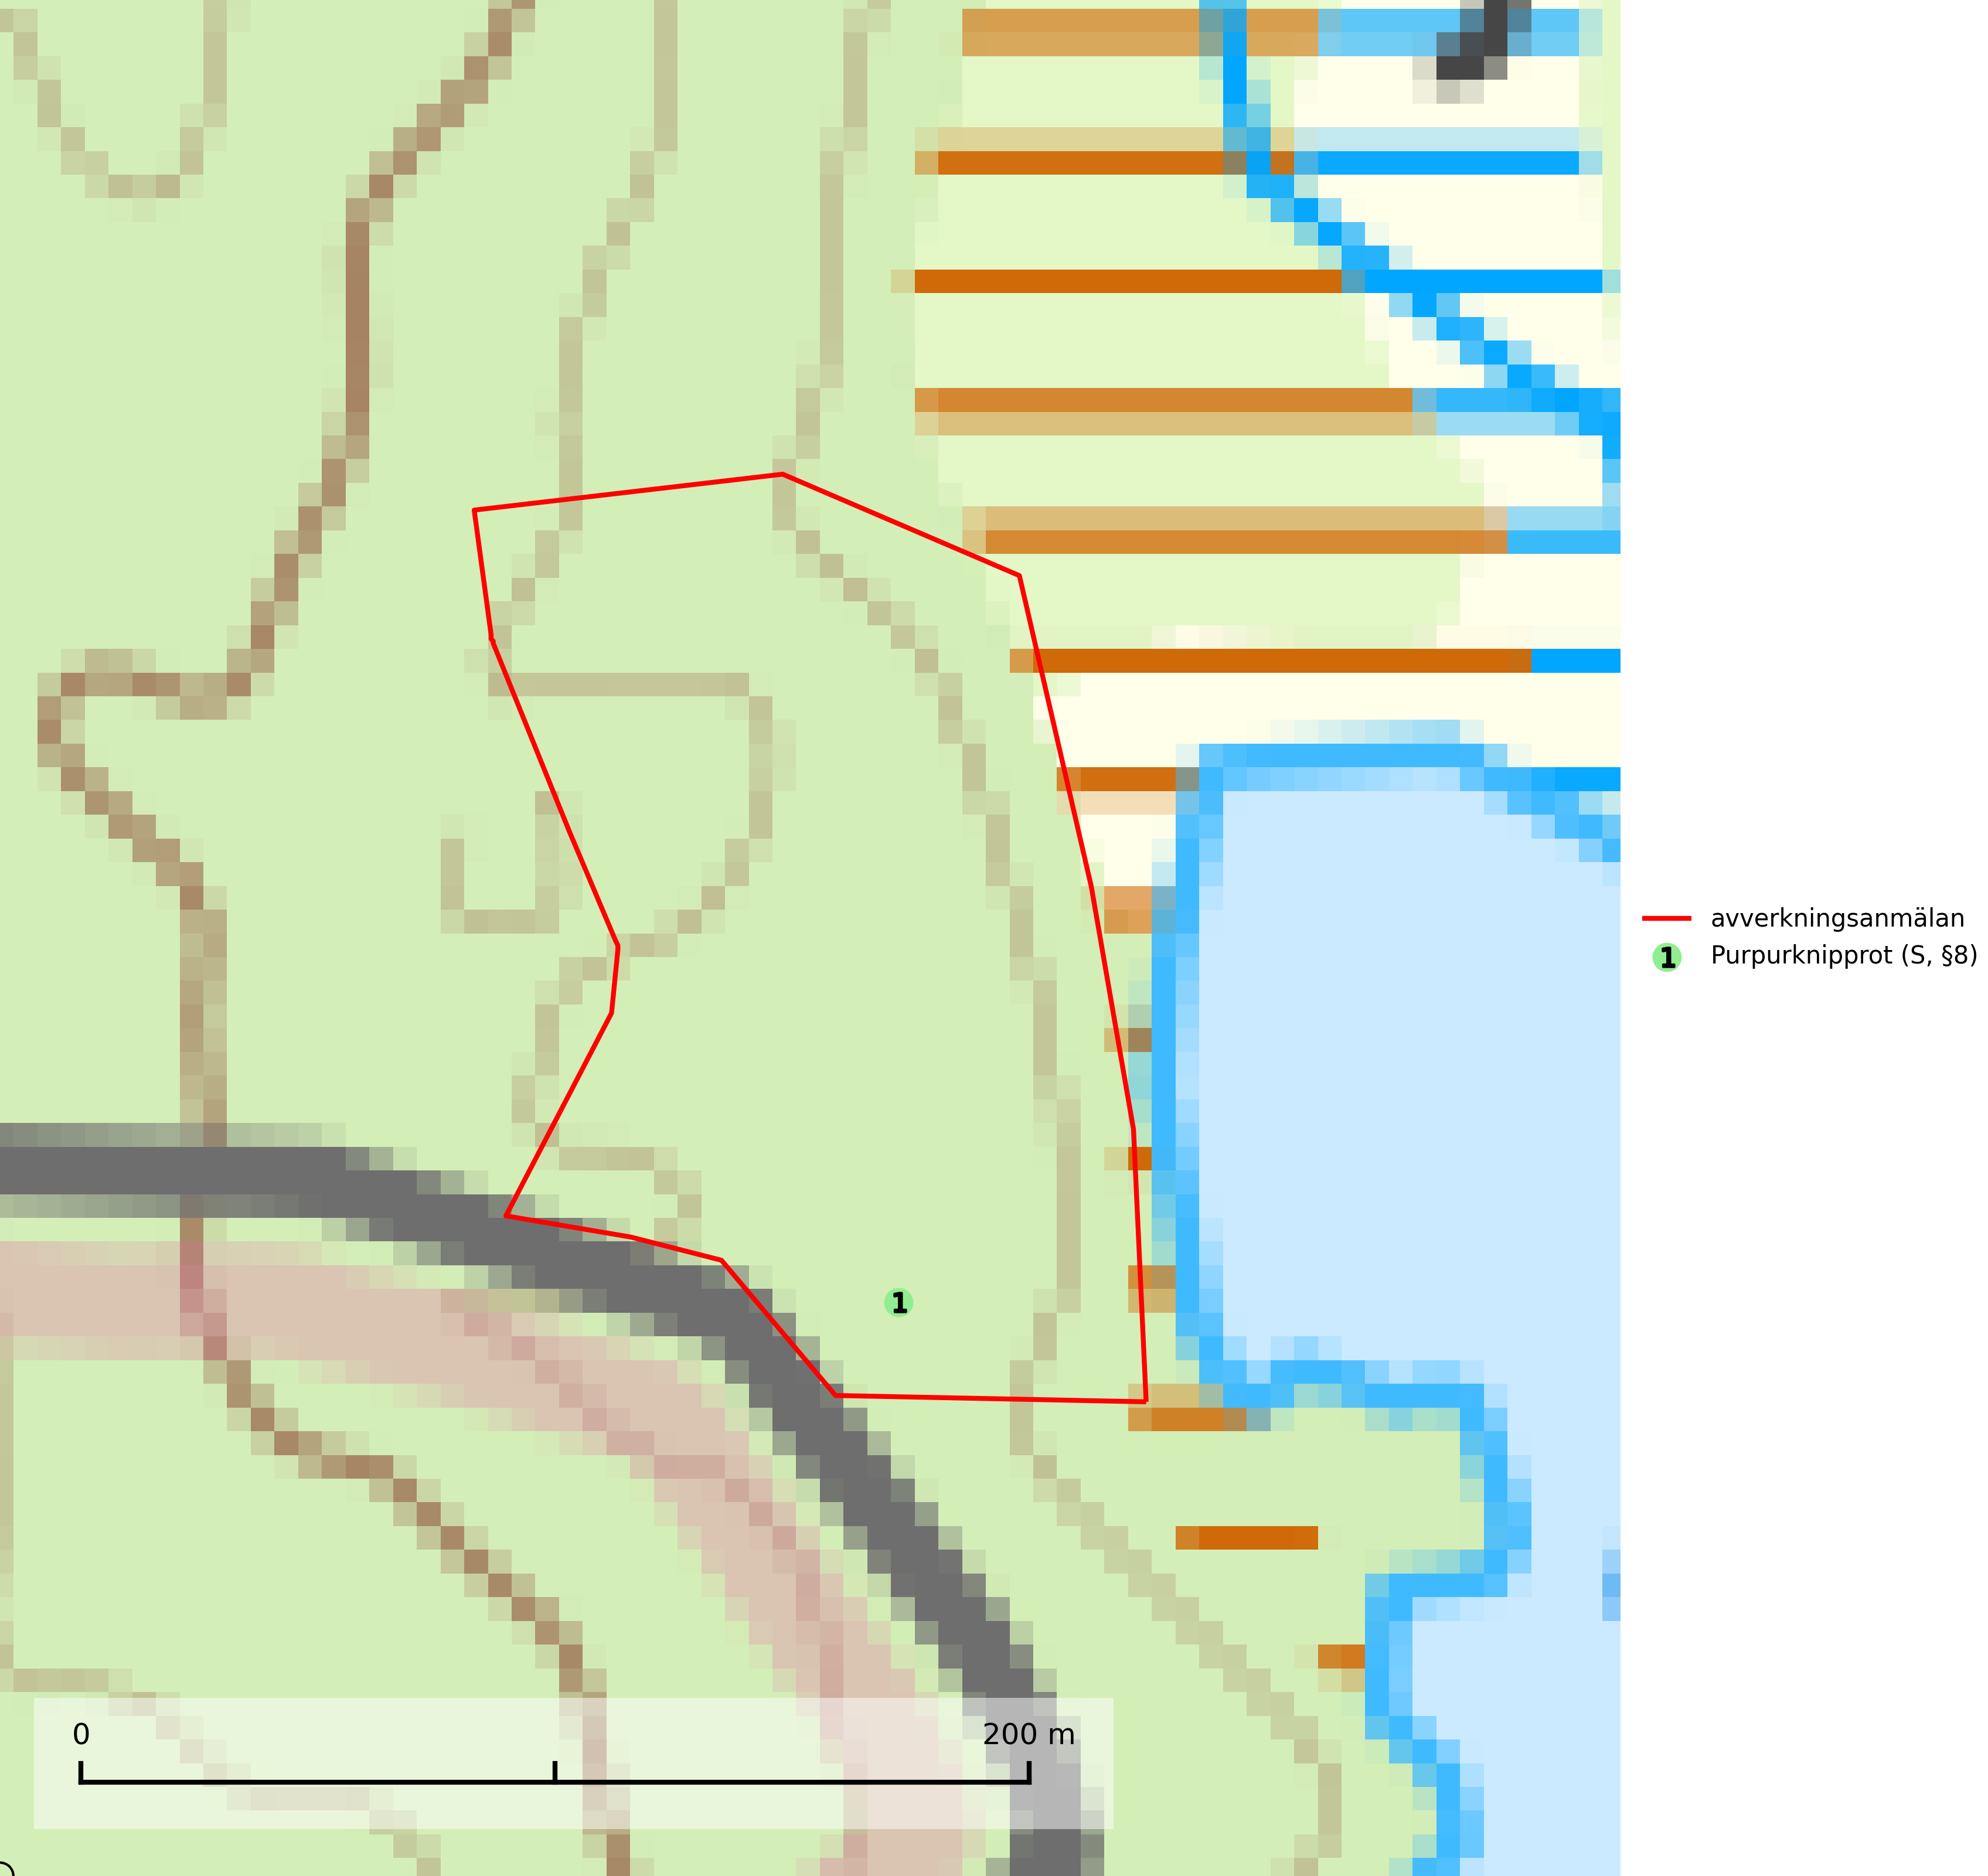 avverkningsanmälan
1 Purpurknipprot (S, §8)
1
0 200 m